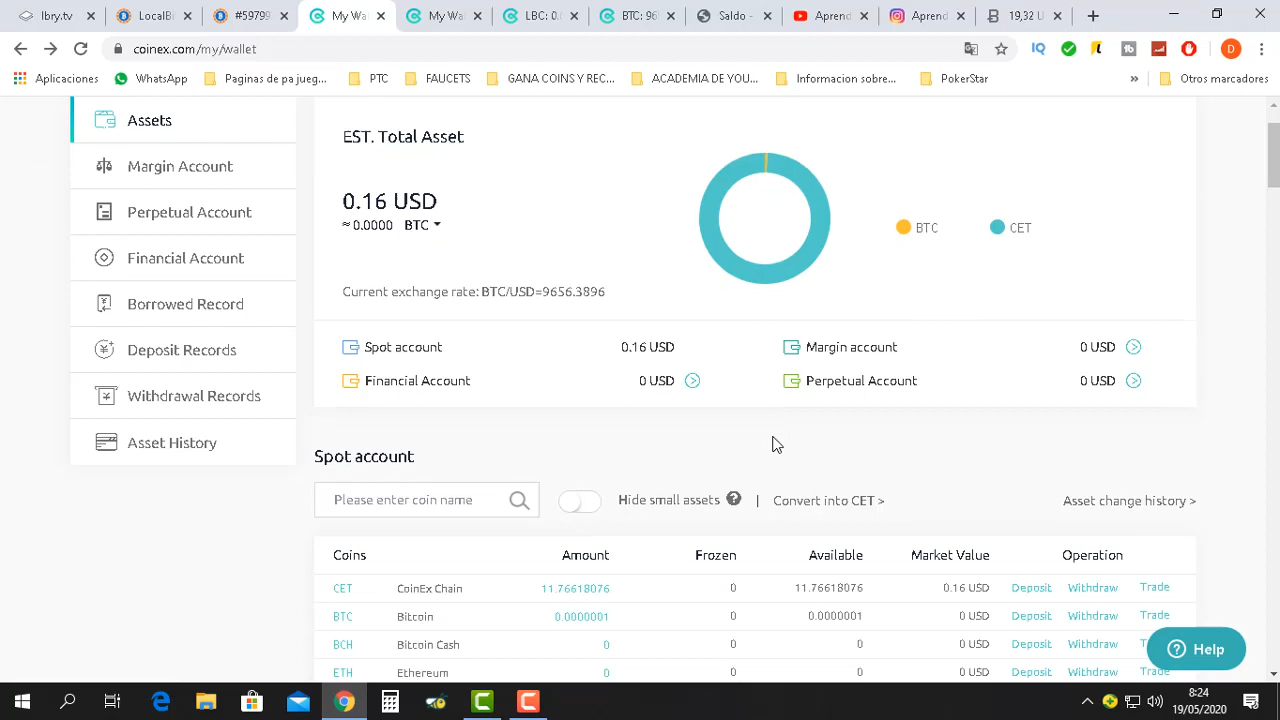 lbry.tv
LocalBi
#59799
My Wal
My Wal
LBC: 0.
BTC: 96
Saldo
Aprend
Aprend
19,32
coinex.com/my/wallet
Aplicaciones
WhatsApp
Paginas de pa jueg...
PTC
FAUCETS
GANA COINS Y REC...
ACADEMIA DE YOU...
Informacion sobre...
PokerStar
»
Otros marcadores
Assets
Margin Account
Perpetual Account
Financial Account
Borrowed Record
Deposit Records
Withdrawal Records
Asset History
EST. Total Asset
0.16 USD
≈0.0000 BTC
BTC
CET
Current exchange rate: BTC/USD=9656.3896
Spot account 0.16 USD
Margin account 0 USD
Financial Account 0 USD
Perpetual Account 0 USD
Spot account
Please enter coin name
Hide small assets
| Convert into CET >
Asset change history >
Coins Amount Frozen Available Market Value Operation
CET CoinEx Chain 11.76618076 0 11.76618076 0.16 USD Deposit Withdraw Trade
BTC Bitcoin 0.0000001 0 0.0000001 0 USD Deposit Withdraw Trade
BCH Bitcoin Cash 0 0 0 0 USD Deposit Withdraw
ETH Ethereum 0 0 0 0 USD Deposit Withdraw
Help
8:24
19/05/2020